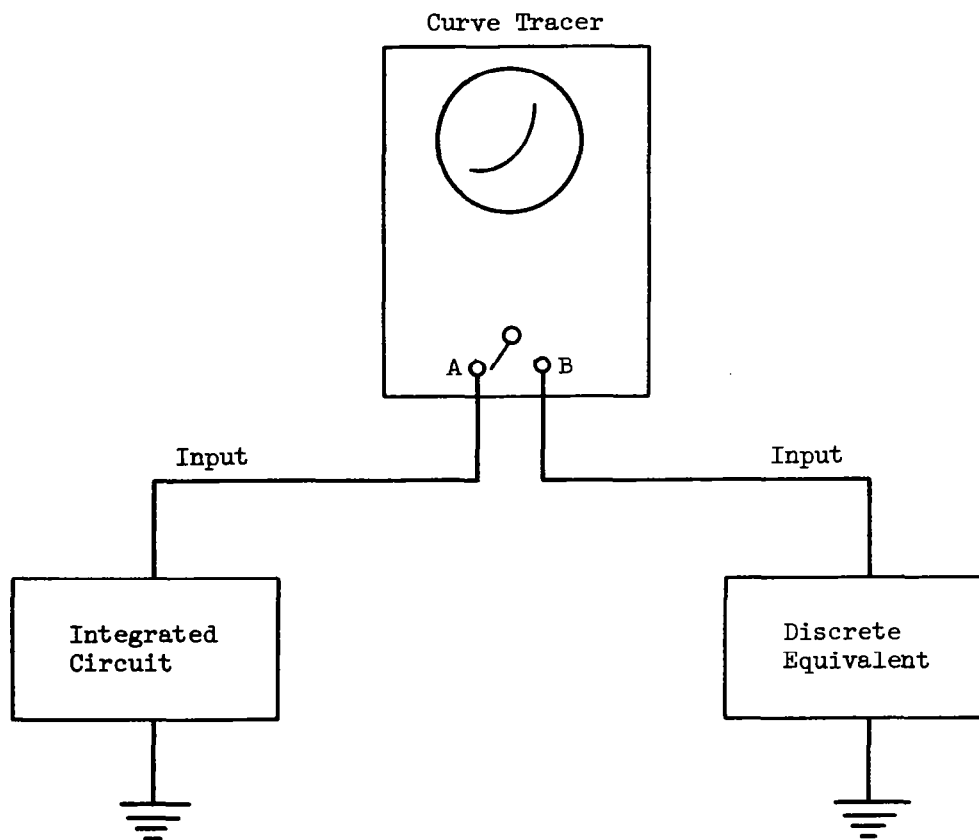 Curve Tracer
A
B
Input
Input
Integrated
Circuit
Discrete
Equivalent